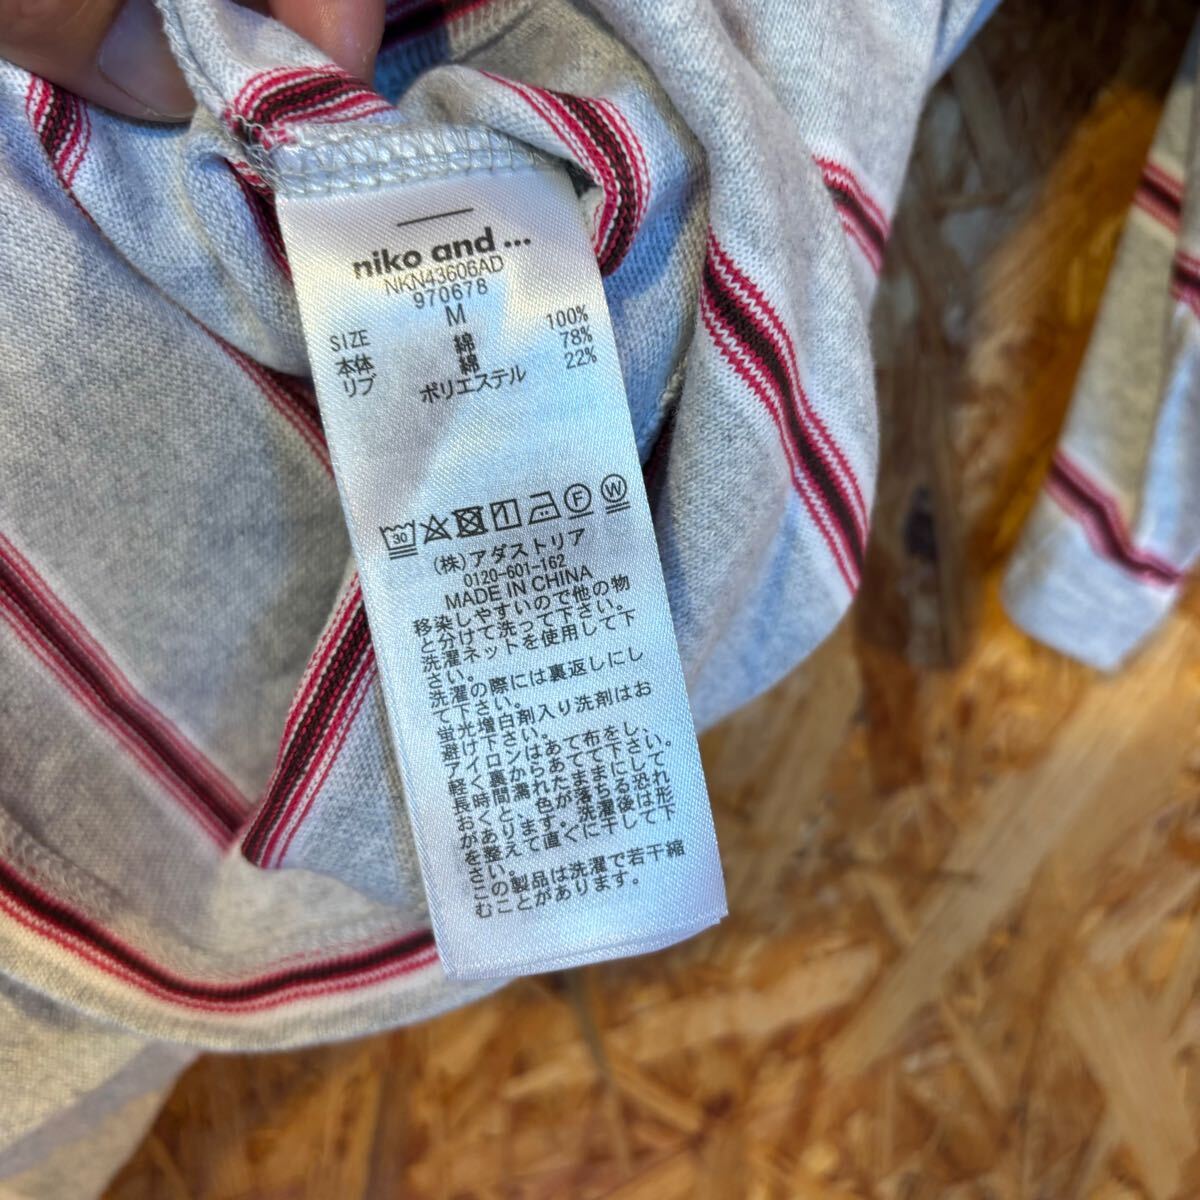 niko and ...
NKN43606AD
970678
SIZE M
本体 綿 100%
リブ 綿 78%
ポリエステル 22%
30 F W
(株)アダストリア
0120-601-162
MADE IN CHINA
移染しやすいので他の物
と分けて洗って下さい。
洗濯ネットを使用して下
さい。
洗濯の際には裏返しにし
て下さい。
蛍光増白剤入り洗剤はお
避け下さい。
アイロンはあて布をし、
軽く裏からあてて下さい。
長時間濡れたままにして
おくと、色が落ちる恐れ
があります。洗濯後は形
を整えて直ぐに干して下
さい。
この製品は洗濯で若干縮
むことがあります。